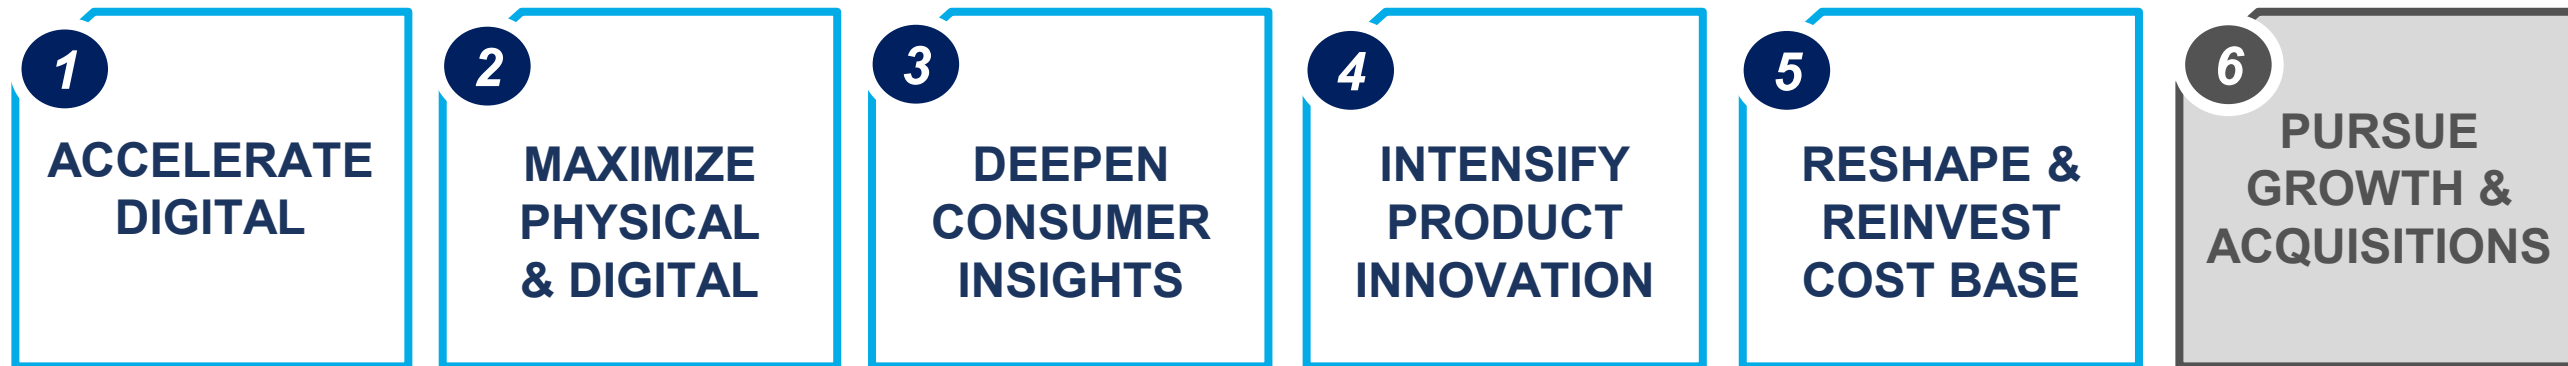 1
ACCELERATE
DIGITAL
2
MAXIMIZE
PHYSICAL
& DIGITAL
3
DEEPEN
CONSUMER
INSIGHTS
4
INTENSIFY
PRODUCT
INNOVATION
5
RESHAPE &
REINVEST
COST BASE
6
PURSUE
GROWTH &
ACQUISITIONS